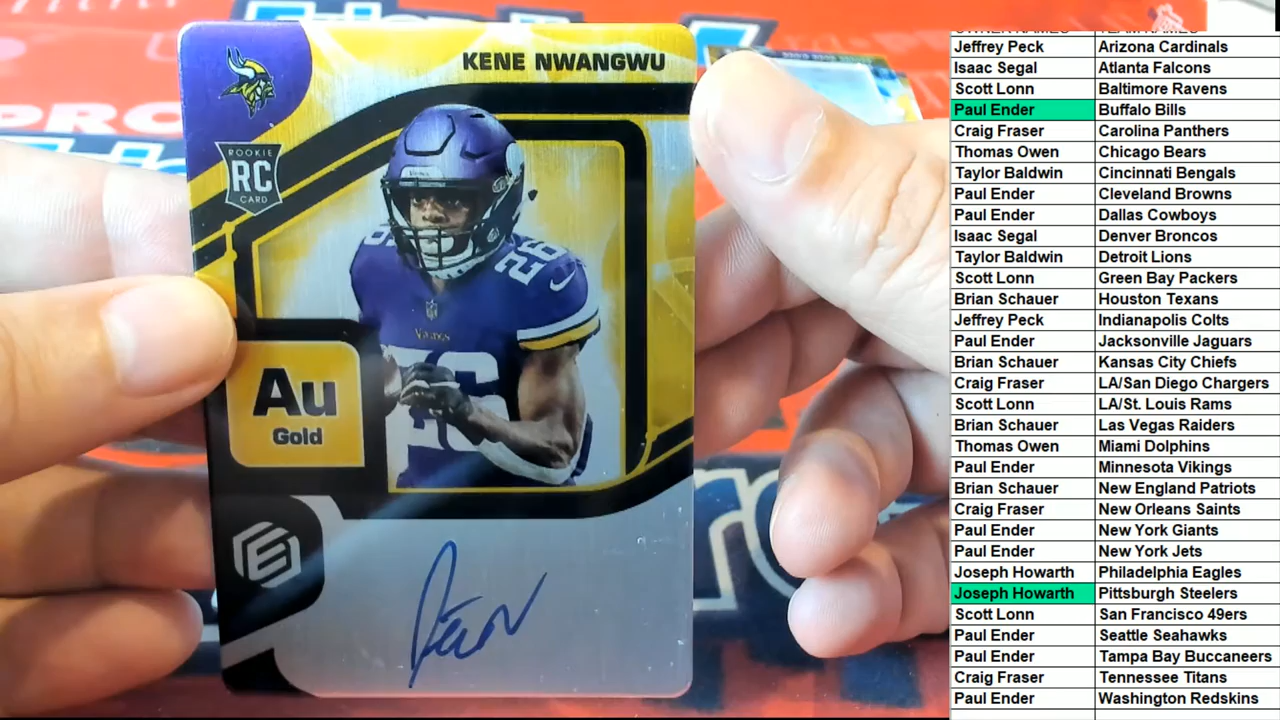 KENE NWANGWU
ROOKIE
RC
CARD
26
VIKINGS
26
Au
Gold
E
OWNER NAMES TEAM NAMES
Jeffrey Peck Arizona Cardinals
Isaac Segal Atlanta Falcons
Scott Lonn Baltimore Ravens
Paul Ender Buffalo Bills
Craig Fraser Carolina Panthers
Thomas Owen Chicago Bears
Taylor Baldwin Cincinnati Bengals
Paul Ender Cleveland Browns
Paul Ender Dallas Cowboys
Isaac Segal Denver Broncos
Taylor Baldwin Detroit Lions
Scott Lonn Green Bay Packers
Brian Schauer Houston Texans
Jeffrey Peck Indianapolis Colts
Paul Ender Jacksonville Jaguars
Brian Schauer Kansas City Chiefs
Craig Fraser LA/San Diego Chargers
Scott Lonn LA/St. Louis Rams
Brian Schauer Las Vegas Raiders
Thomas Owen Miami Dolphins
Paul Ender Minnesota Vikings
Brian Schauer New England Patriots
Craig Fraser New Orleans Saints
Paul Ender New York Giants
Paul Ender New York Jets
Joseph Howarth Philadelphia Eagles
Joseph Howarth Pittsburgh Steelers
Scott Lonn San Francisco 49ers
Paul Ender Seattle Seahawks
Paul Ender Tampa Bay Buccaneers
Craig Fraser Tennessee Titans
Paul Ender Washington Redskins